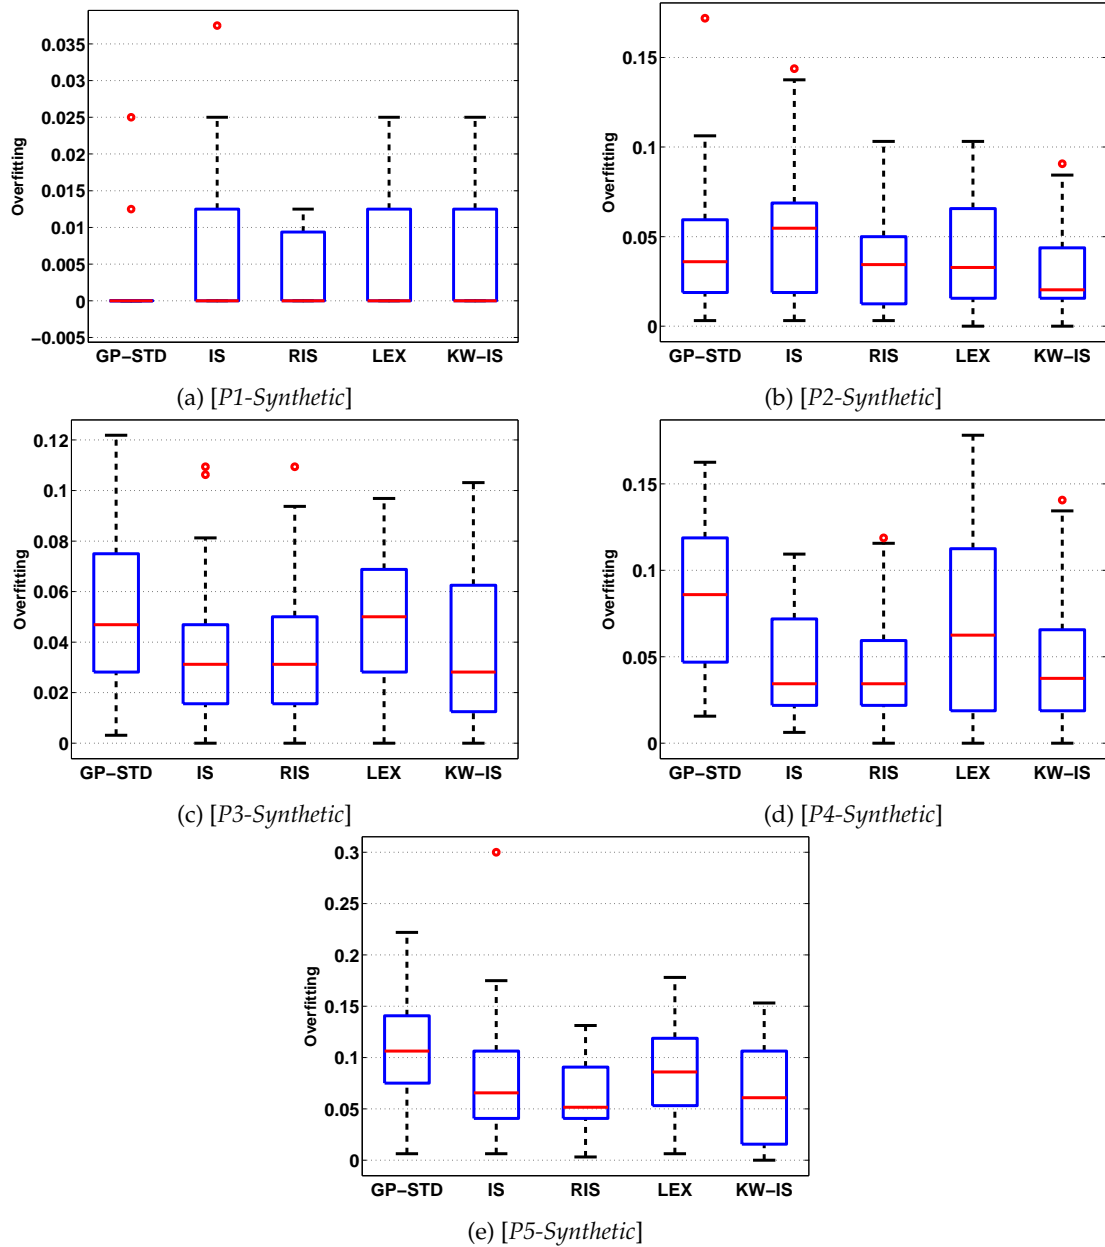 0.035
0.03
0.025
0.02
0.015
0.01
0.005
0
−0.005
Overfitting
GP−STD IS RIS LEX KW−IS
(a) [P1-Synthetic]
0.15
0.1
0.05
0
Overfitting
GP−STD IS RIS LEX KW−IS
(b) [P2-Synthetic]
0.12
0.1
0.08
0.06
0.04
0.02
0
Overfitting
GP−STD IS RIS LEX KW−IS
(c) [P3-Synthetic]
0.15
0.1
0.05
0
Overfitting
GP−STD IS RIS LEX KW−IS
(d) [P4-Synthetic]
0.3
0.25
0.2
0.15
0.1
0.05
0
Overfitting
GP−STD IS RIS LEX KW−IS
(e) [P5-Synthetic]